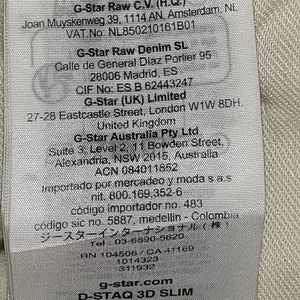 G-Star Raw C.V. (H.Q.)
Joan Muyskenweg 39, 1114 AN, Amsterdam, NL
VAT.No: NL850210161B01
G-Star Raw Denim SL
Calle de General Diaz Porlier 95
28006 Madrid, ES
CIF No: ES B 62443247
G-Star (UK) Limited
27-28 Eastcastle Street, London W1W 8DH,
United Kingdom
G-Star Australia Pty Ltd
Suite 3, Level 2, 11 Bowden Street,
Alexandria, NSW 2015, Australia
ACN 084011852
Importado por mercadeo y moda s a s
nit. 800.169.352-6
código importador no. 483
código sic no. 5887, medellin - Colombia
ジースターインターナショナル(株)
Tel.: 03-6890-5620
RN 104506 / CA 41169
1014323
311932
g-star.com
D-STAQ 3D SLIM